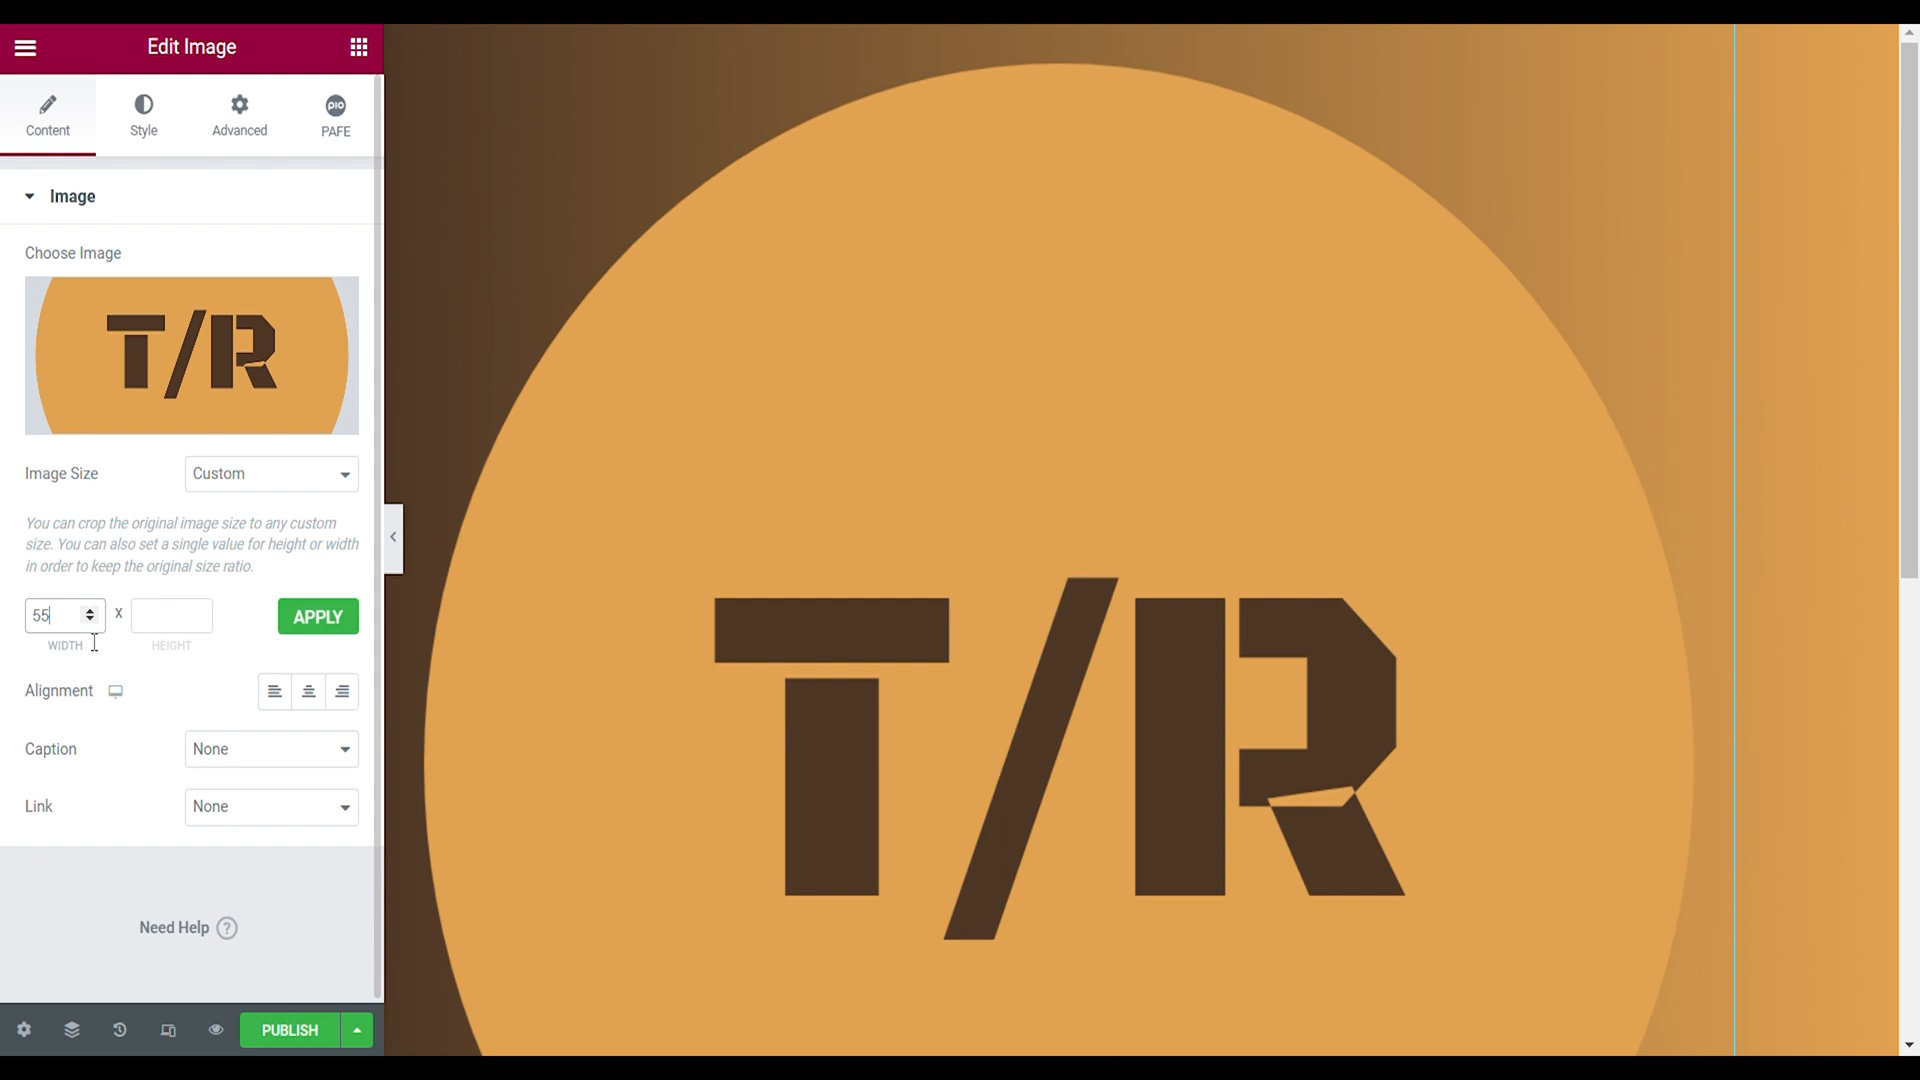 Edit Image
Content
Style
Advanced
pio
PAFE
Image
Choose Image
T/R
Image Size
Custom
You can crop the original image size to any custom
size. You can also set a single value for height or width
in order to keep the original size ratio.
55
X
APPLY
WIDTH
HEIGHT
Alignment
Caption
None
Link
None
Need Help ?
PUBLISH
T/R